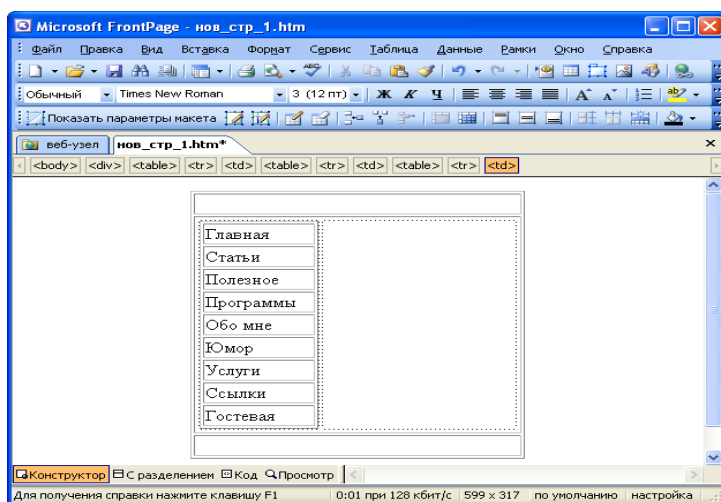 Microsoft FrontPage - нов_стр_1.htm
Файл Правка Вид Вставка Формат Сервис Таблица Данные Рамки Окно Справка
Обычный Times New Roman 3 (12 пт) Ж К Ч A A ab
Показать параметры макета
веб-узел нов_стр_1.htm*
<body> <div> <table> <tr> <td> <table> <tr> <td> <table> <tr> <td>
Главная
Статьи
Полезное
Программы
Обо мне
Юмор
Услуги
Ссылки
Гостевая
Конструктор С разделением Код Просмотр
Для получения справки нажмите клавишу F1 0:01 при 128 кбит/с 599 x 317 по умолчанию настройка